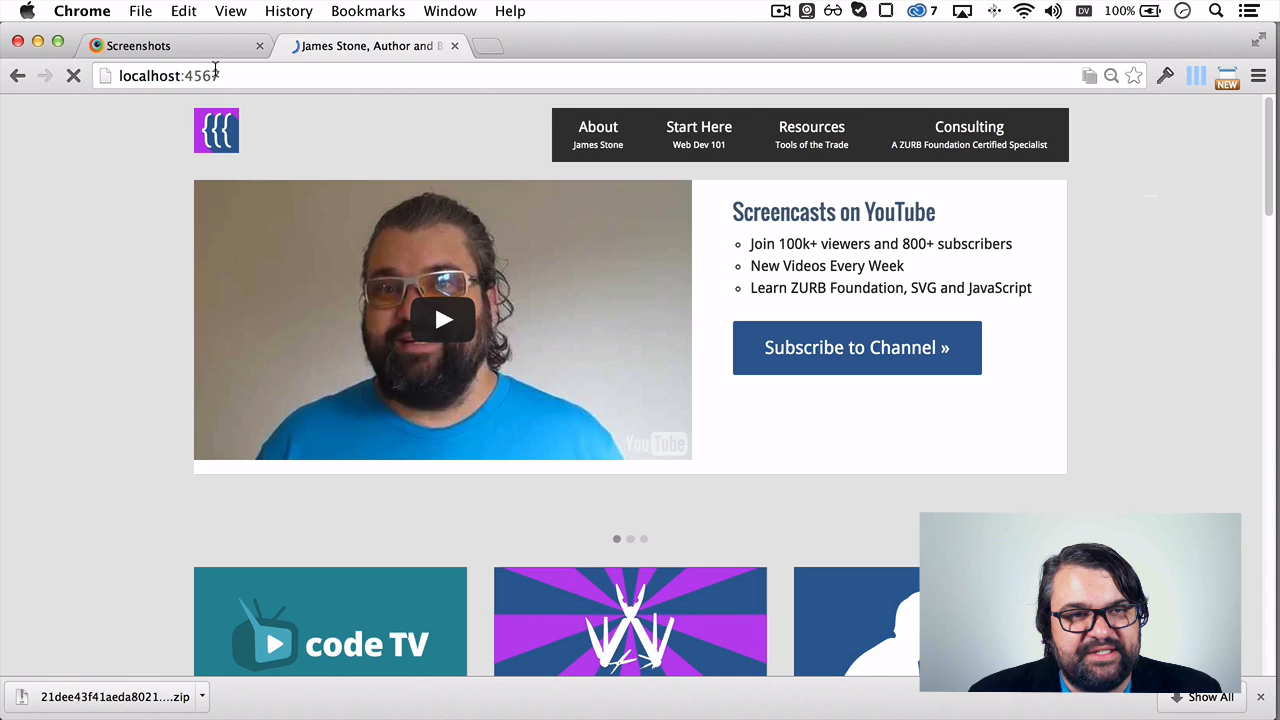 Chrome File Edit View History Bookmarks Window Help
7 DV 100%
Screenshots
James Stone, Author and B
localhost:4567
NEW
{{{
About Start Here Resources Consulting
James Stone Web Dev 101 Tools of the Trade A ZURB Foundation Certified Specialist
Screencasts on YouTube
Join 100k+ viewers and 800+ subscribers
New Videos Every Week
Learn ZURB Foundation, SVG and JavaScript
Subscribe to Channel »
YouTube
code TV
21dee43f41aeda8021....zip
Show All